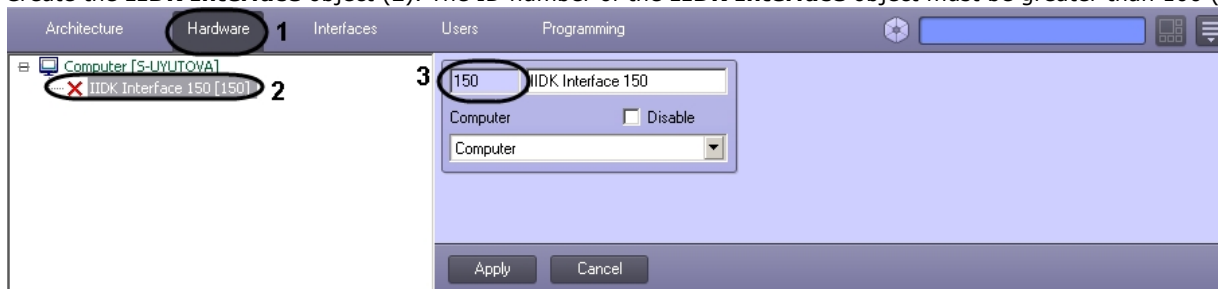 Create the IIDK Interface object (2). The ID number of the IIDK Interface object must be greater than 100 (
Architecture Hardware 1 Interfaces Users Programming
Computer [S-UYUTOVA]
IIDK Interface 150 [150] 2
3 150 IIDK Interface 150
Computer Disable
Computer
Apply Cancel